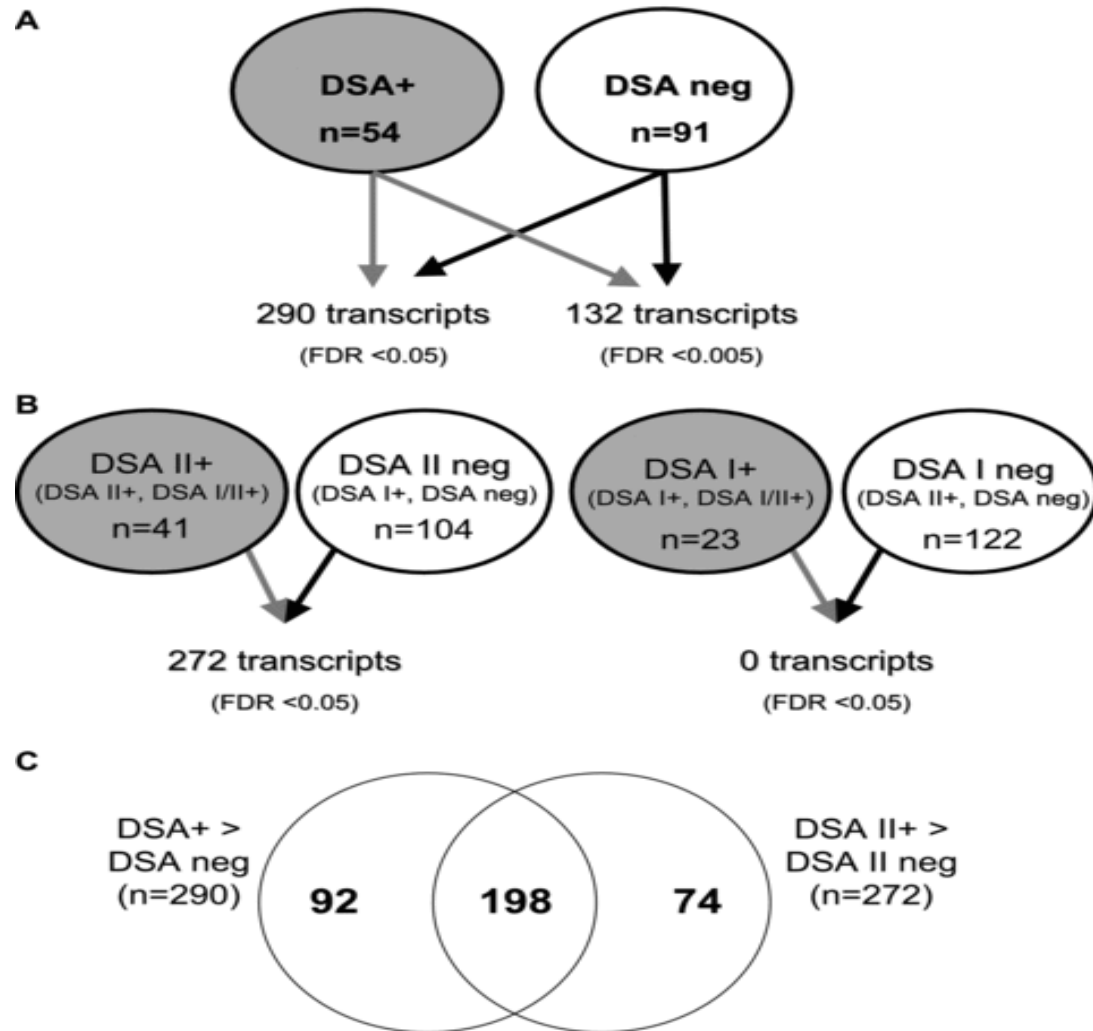 A
DSA+
n=54
DSA neg
n=91
290 transcripts
(FDR <0.05)
132 transcripts
(FDR <0.005)
B
DSA II+
(DSA II+, DSA I/II+)
n=41
DSA II neg
(DSA I+, DSA neg)
n=104
DSA I+
(DSA I+, DSA I/II+)
n=23
DSA I neg
(DSA II+, DSA neg)
n=122
272 transcripts
(FDR <0.05)
0 transcripts
(FDR <0.05)
C
DSA+ >
DSA neg
(n=290)
92
198
74
DSA II+ >
DSA II neg
(n=272)